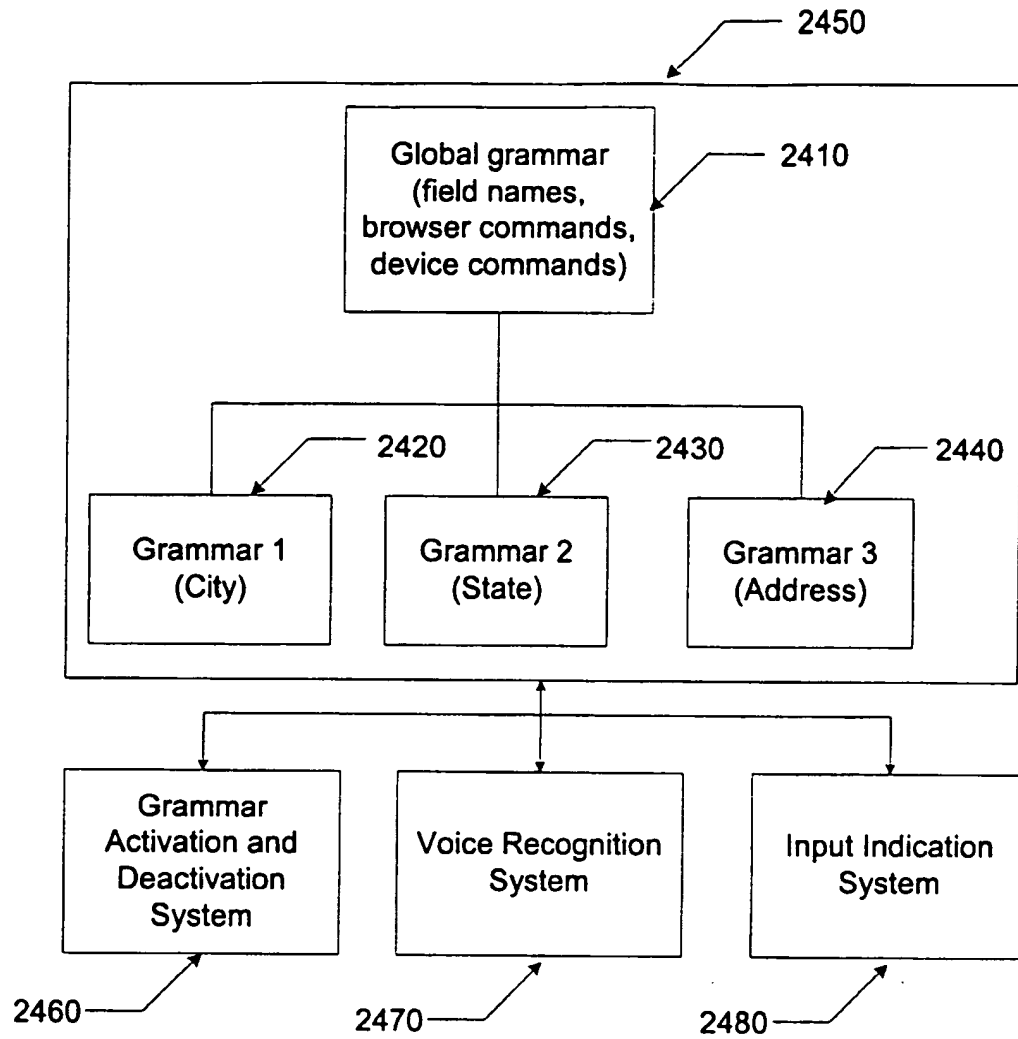 2450
Global grammar
(field names,
browser commands,
device commands)
2410
2420
2430
2440
Grammar 1
(City)
Grammar 2
(State)
Grammar 3
(Address)
Grammar
Activation and
Deactivation
System
Voice Recognition
System
Input Indication
System
2460
2470
2480